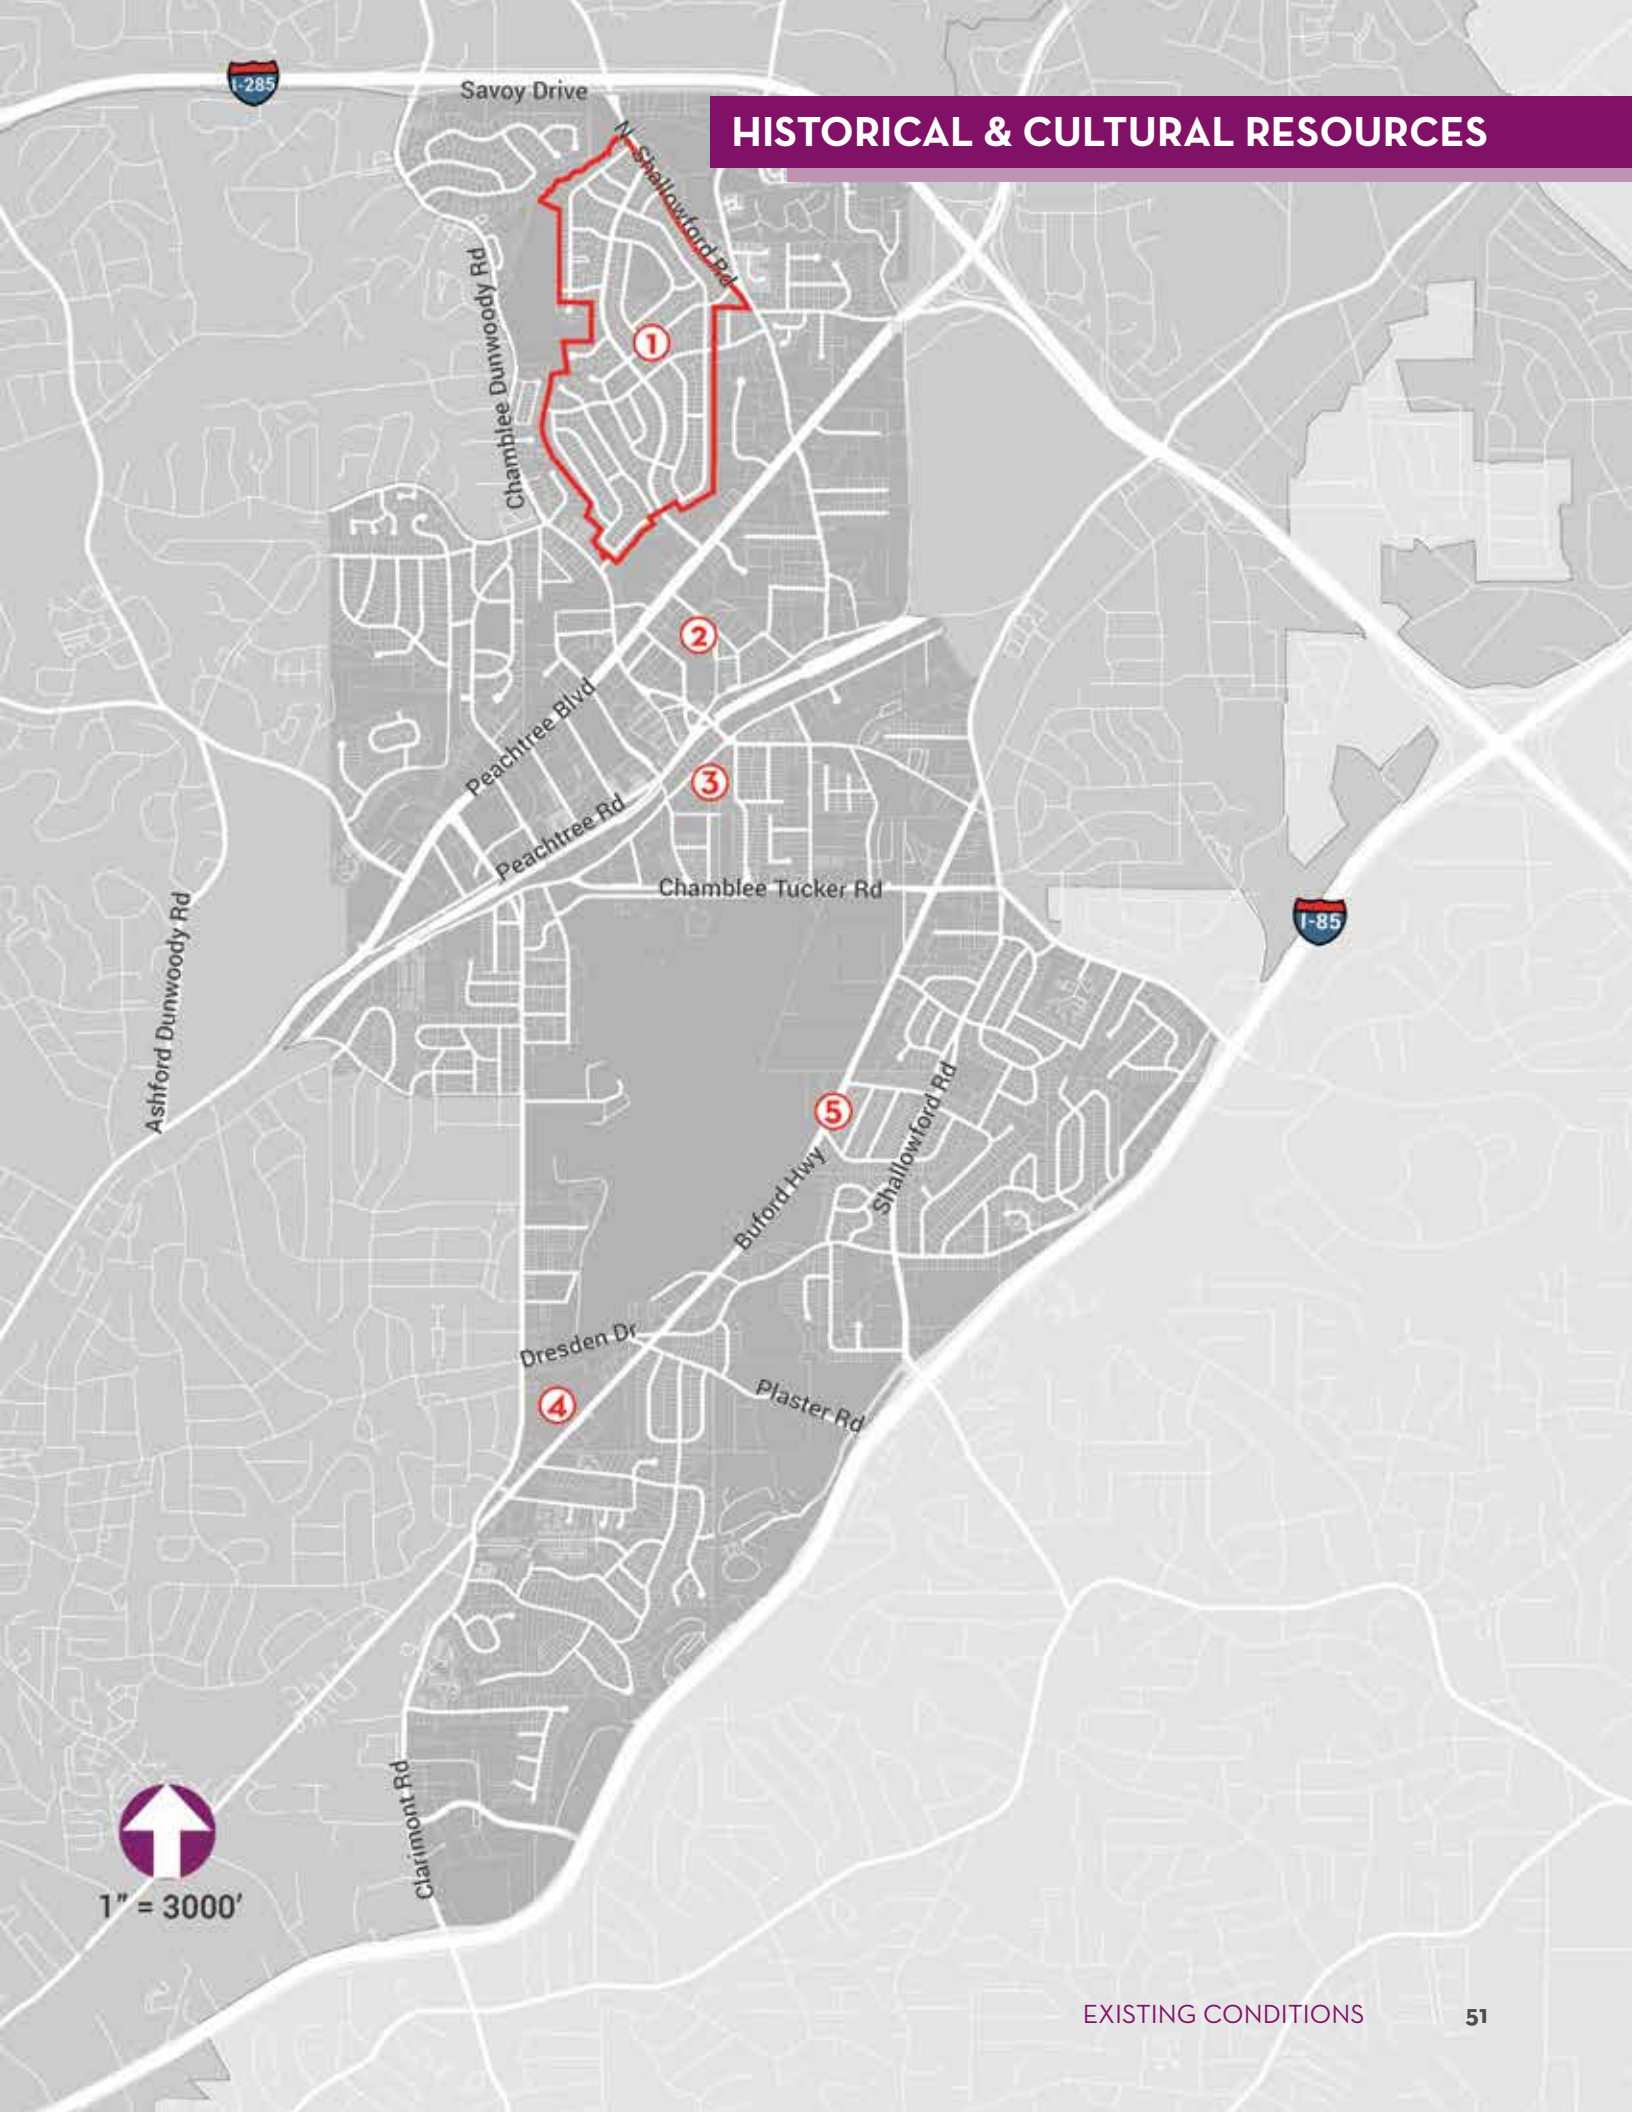 I-285
Savoy Drive
HISTORICAL & CULTURAL RESOURCES
N Shallowford Rd
Chamblee Dunwoody Rd
1
2
Peachtree Blvd
3
Peachtree Rd
Chamblee Tucker Rd
I-85
Ashford Dunwoody Rd
5
Shallowford Rd
Buford Hwy
Dresden Dr
4
Plaster Rd
Clarimont Rd
1" = 3000'
EXISTING CONDITIONS 51